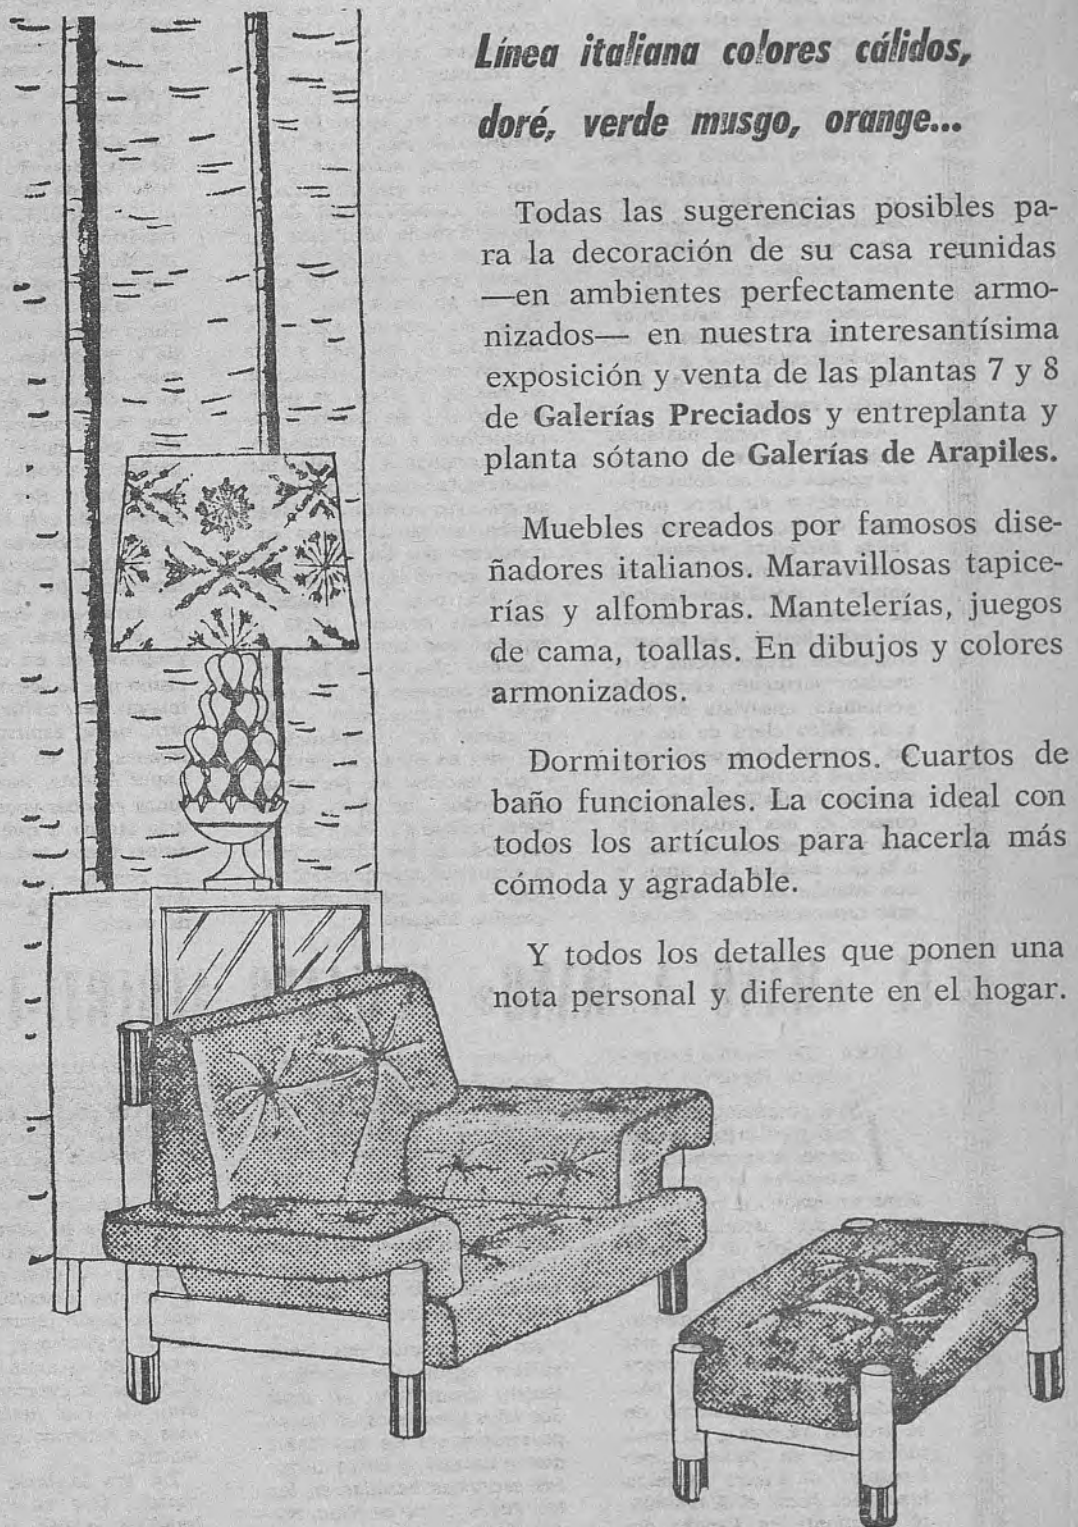 Línea italiana colores cálidos,
doré, verde musgo, orange...
Todas las sugerencias posibles pa-
ra la decoración de su casa reunidas
—en ambientes perfectamente armo-
nizados— en nuestra interesantísima
exposición y venta de las plantas 7 y 8
de Galerías Preciados y entreplanta y
planta sótano de Galerías de Arapiles.
Muebles creados por famosos dise-
ñadores italianos. Maravillosas tapice-
rías y alfombras. Mantelerías, juegos
de cama, toallas. En dibujos y colores
armonizados.
Dormitorios modernos. Cuartos de
baño funcionales. La cocina ideal con
todos los artículos para hacerla más
cómoda y agradable.
Y todos los detalles que ponen una
nota personal y diferente en el hogar.